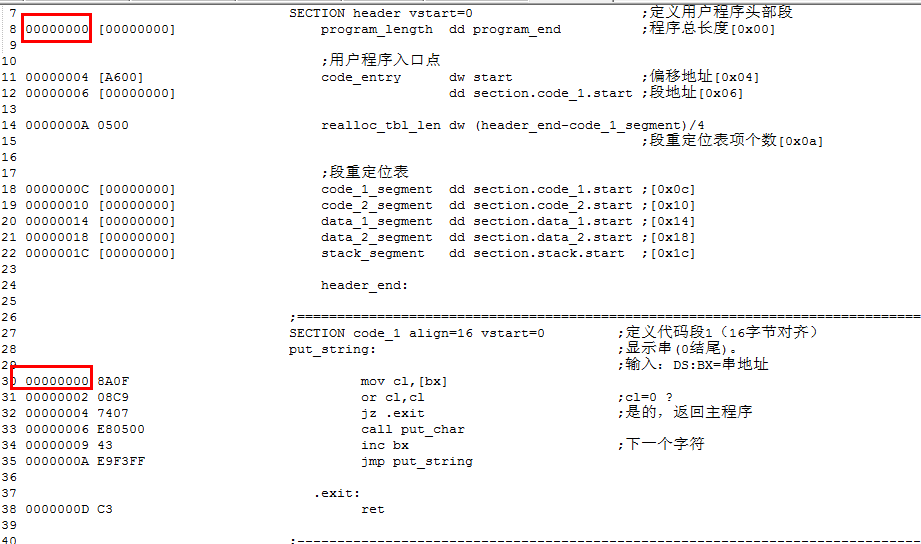 7 SECTION header vstart=0 ;定义用户程序头部段
8 00000000 [00000000] program_length dd program_end ;程序总长度[0x00]
9
10 ;用户程序入口点
11 00000004 [A600] code_entry dw start ;偏移地址[0x04]
12 00000006 [00000000] dd section.code_1.start ;段地址[0x06]
13
14 0000000A 0500 realloc_tbl_len dw (header_end-code_1_segment)/4
15 ;段重定位表项个数[0x0a]
16
17 ;段重定位表
18 0000000C [00000000] code_1_segment dd section.code_1.start ;[0x0c]
19 00000010 [00000000] code_2_segment dd section.code_2.start ;[0x10]
20 00000014 [00000000] data_1_segment dd section.data_1.start ;[0x14]
21 00000018 [00000000] data_2_segment dd section.data_2.start ;[0x18]
22 0000001C [00000000] stack_segment dd section.stack.start ;[0x1c]
23
24 header_end:
25
26 ;===============================================================================
27 SECTION code_1 align=16 vstart=0 ;定义代码段1（16字节对齐）
28 put_string: ;显示串(0结尾)。
29 ;输入：DS:BX=串地址
30 00000000 8A0F mov cl,[bx]
31 00000002 08C9 or cl,cl ;cl=0 ?
32 00000004 7407 jz .exit ;是的，返回主程序
33 00000006 E80500 call put_char
34 00000009 43 inc bx ;下一个字符
35 0000000A E9F3FF jmp put_string
36
37 .exit:
38 0000000D C3 ret
39
40 ;-------------------------------------------------------------------------------